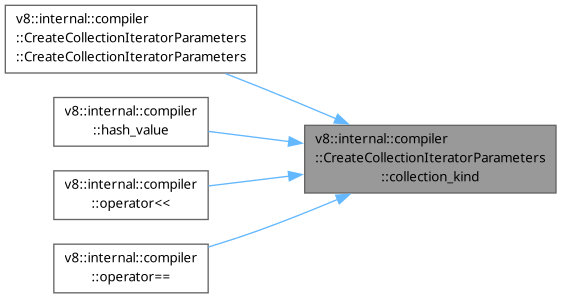 v8::internal::compiler
::CreateCollectionIteratorParameters
::CreateCollectionIteratorParameters
v8::internal::compiler
::hash_value
v8::internal::compiler
::operator<<
v8::internal::compiler
::operator==
v8::internal::compiler
::CreateCollectionIteratorParameters
::collection_kind